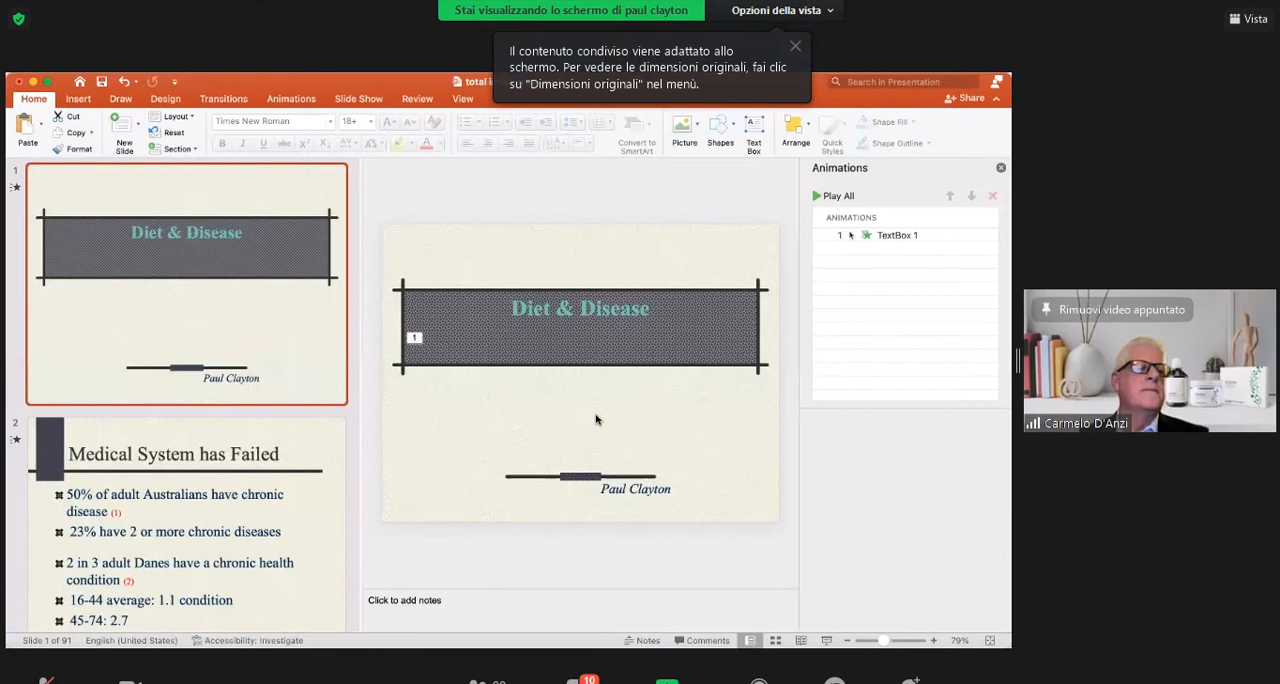 Stai visualizzando lo schermo di paul clayton
Opzioni della vista
Vista
Il contenuto condiviso viene adattato allo
schermo. Per vedere le dimensioni originali, fai clic
su "Dimensioni originali" nel menù.
total i
Search in Presentation
Home Insert Draw Design Transitions Animations Slide Show Review View
Share
Paste
Cut
Copy
Format
New
Slide
Layout
Reset
Section
Times New Roman
18+
Convert to
SmartArt
Picture
Shapes
Text
Box
Arrange
Quick
Styles
Shape Fill
Shape Outline
1
Diet & Disease
Paul Clayton
2
Medical System has Failed
50% of adult Australians have chronic
disease (1)
23% have 2 or more chronic diseases
2 in 3 adult Danes have a chronic health
condition (2)
16-44 average: 1.1 condition
45-74: 2.7
Diet & Disease
1
Paul Clayton
Click to add notes
Animations
Play All
ANIMATIONS
1 TextBox 1
Rimuovi video appuntato
Carmelo D'Anzi
Slide 1 of 91
English (United States)
Accessibility: Investigate
Notes
Comments
79%
10